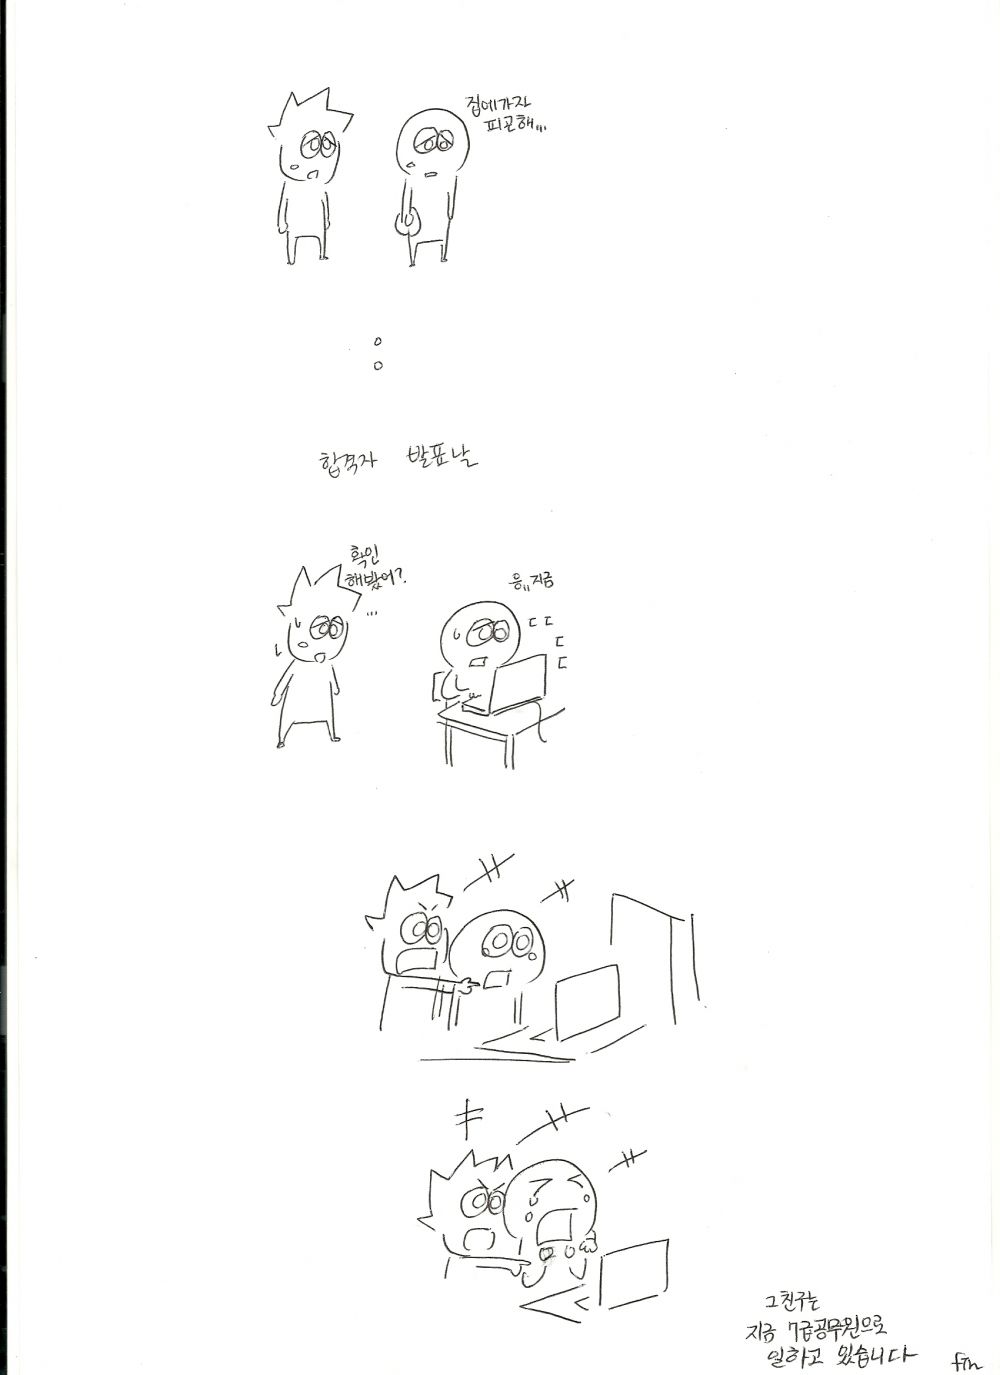 집에가자
피곤해...
합격자 발표날
확인
해봤어?
...
응,, 지금
ㄷㄷ
ㄷ
ㄷ
그친구는
지금 7급공무원으로
일하고 있습니다
fin